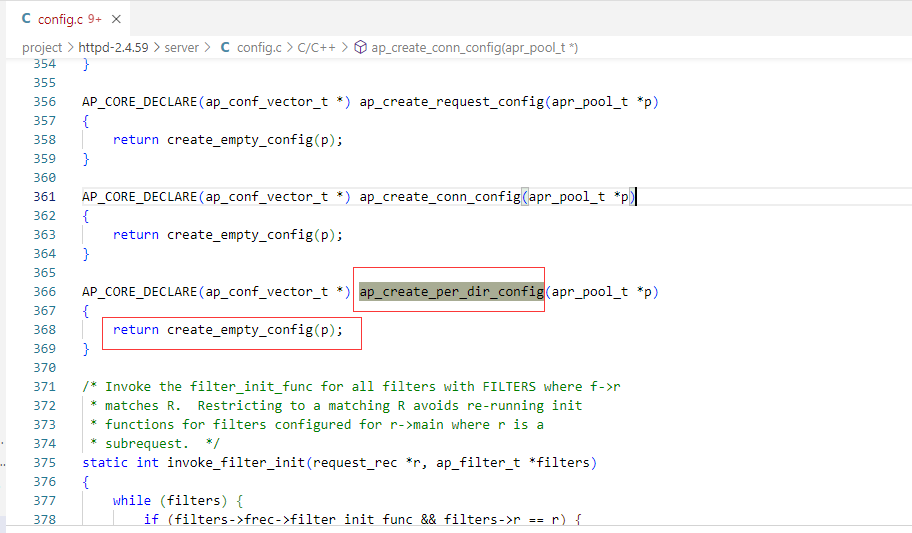 C config.c 9+ ×
project > httpd-2.4.59 > server > C config.c > C/C++ > ap_create_conn_config(apr_pool_t *)
354 }
355
356 AP_CORE_DECLARE(ap_conf_vector_t *) ap_create_request_config(apr_pool_t *p)
357 {
358     return create_empty_config(p);
359 }
360
361 AP_CORE_DECLARE(ap_conf_vector_t *) ap_create_conn_config(apr_pool_t *p)
362 {
363     return create_empty_config(p);
364 }
365
366 AP_CORE_DECLARE(ap_conf_vector_t *) ap_create_per_dir_config(apr_pool_t *p)
367 {
368     return create_empty_config(p);
369 }
370
371 /* Invoke the filter_init_func for all filters with FILTERS where f->r
372  * matches R.  Restricting to a matching R avoids re-running init
373  * functions for filters configured for r->main where r is a
374  * subrequest.  */
375 static int invoke_filter_init(request_rec *r, ap_filter_t *filters)
376 {
377     while (filters) {
378         if (filters->frec->filter_init_func && filters->r == r) {